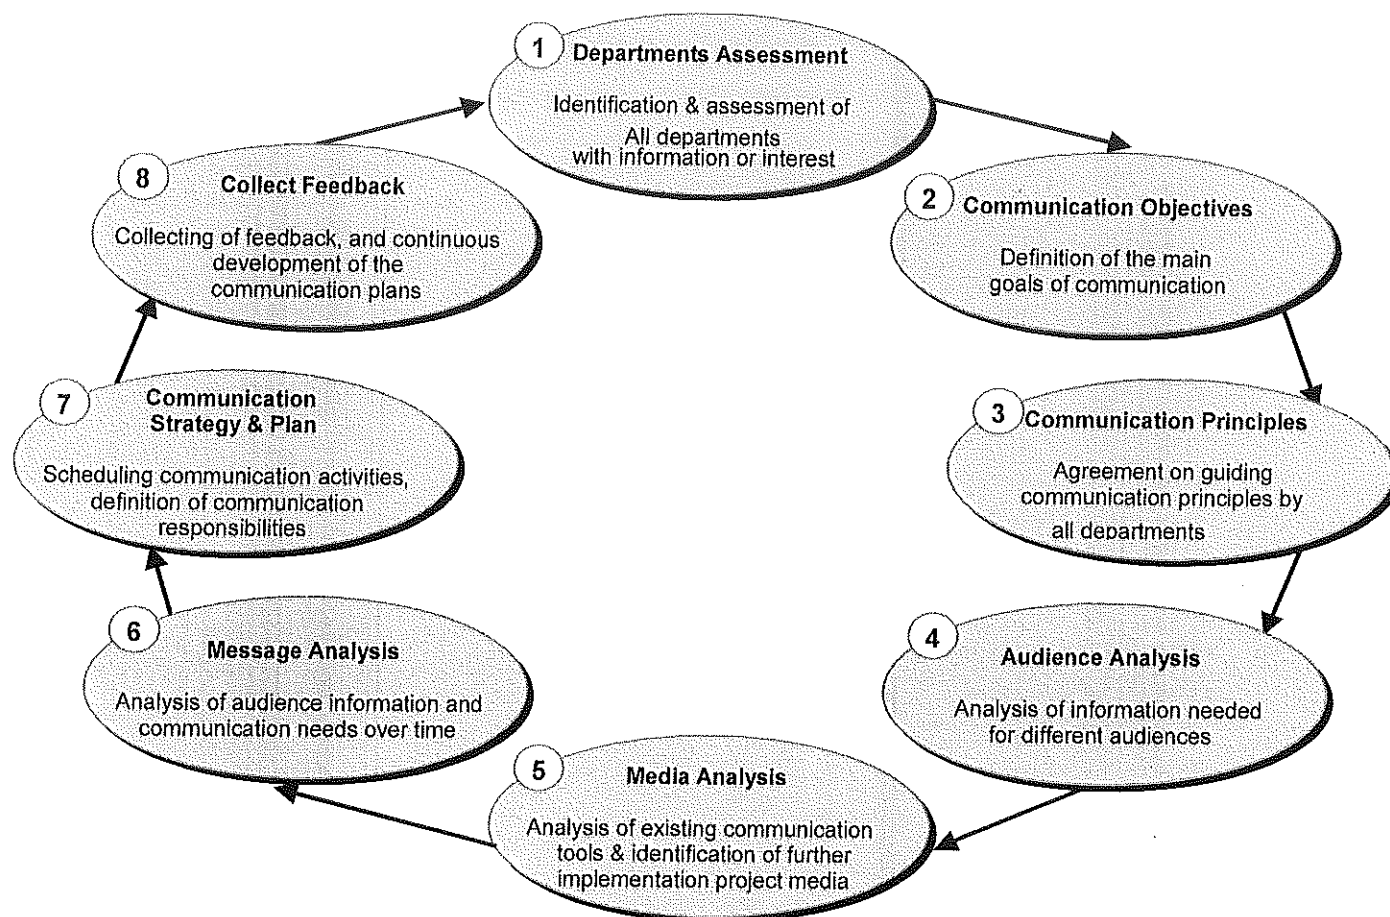 1
Departments Assessment
Identification & assessment of
All departments
with information or interest
2
Communication Objectives
Definition of the main
goals of communication
3
Communication Principles
Agreement on guiding
communication principles by
all departments
4
Audience Analysis
Analysis of information needed
for different audiences
5
Media Analysis
Analysis of existing communication
tools & identification of further
implementation project media
6
Message Analysis
Analysis of audience information and
communication needs over time
7
Communication
Strategy & Plan
Scheduling communication activities,
definition of communication
responsibilities
8
Collect Feedback
Collecting of feedback, and continuous
development of the
communication plans